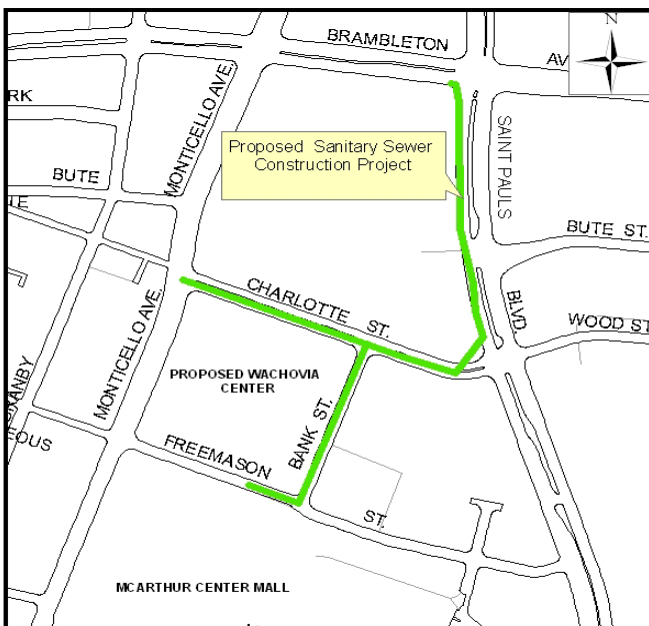 N
BRAMBLETON
AV
RK
MONTICELLO AVE.
Proposed Sanitary Sewer
Construction Project
SAINT PAULS
BUTE
BUTE ST.
CHARLOTTE
ST.
BLVD.
WOOD ST
MONTICELLO AVE.
PROPOSED WACHOVIA
CENTER
BANK ST.
FREEMASON
ST.
EOUS
MCARTHUR CENTER MALL